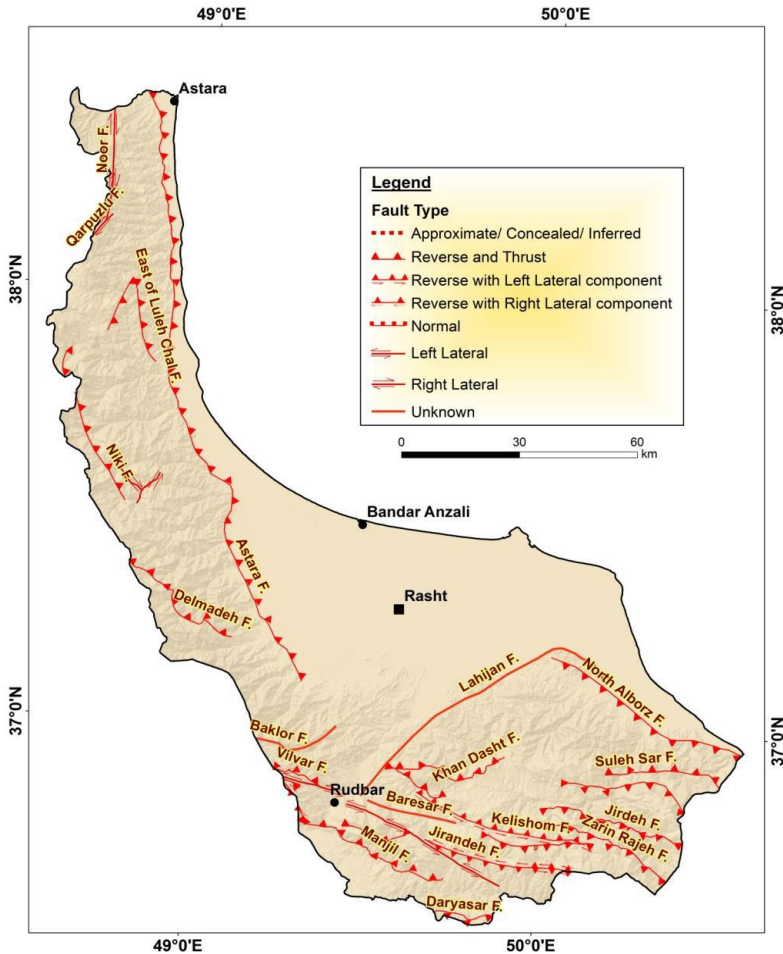 49°0'E
50°0'E
Astara
Noor F.
Qarpuzlu F.
East of Luleh Chal F.
Legend
Fault Type
Approximate/ Concealed/ Inferred
Reverse and Thrust
Reverse with Left Lateral component
Reverse with Right Lateral component
Normal
Left Lateral
Right Lateral
Unknown
0 30 60
km
38°0'N
38°0'N
Niki F.
Bandar Anzali
Astara F.
Rasht
Delmadeh F.
Lahijan F.
North Alborz F.
37°0'N
37°0'N
Baklor F.
Vilvar F.
Khan Dasht F.
Suleh Sar F.
Rudbar
Baresar F.
Kelishom F.
Jirdeh F.
Zarin Rajeh F.
Jirandeh F.
Manjil F.
Daryasar F.
49°0'E
50°0'E